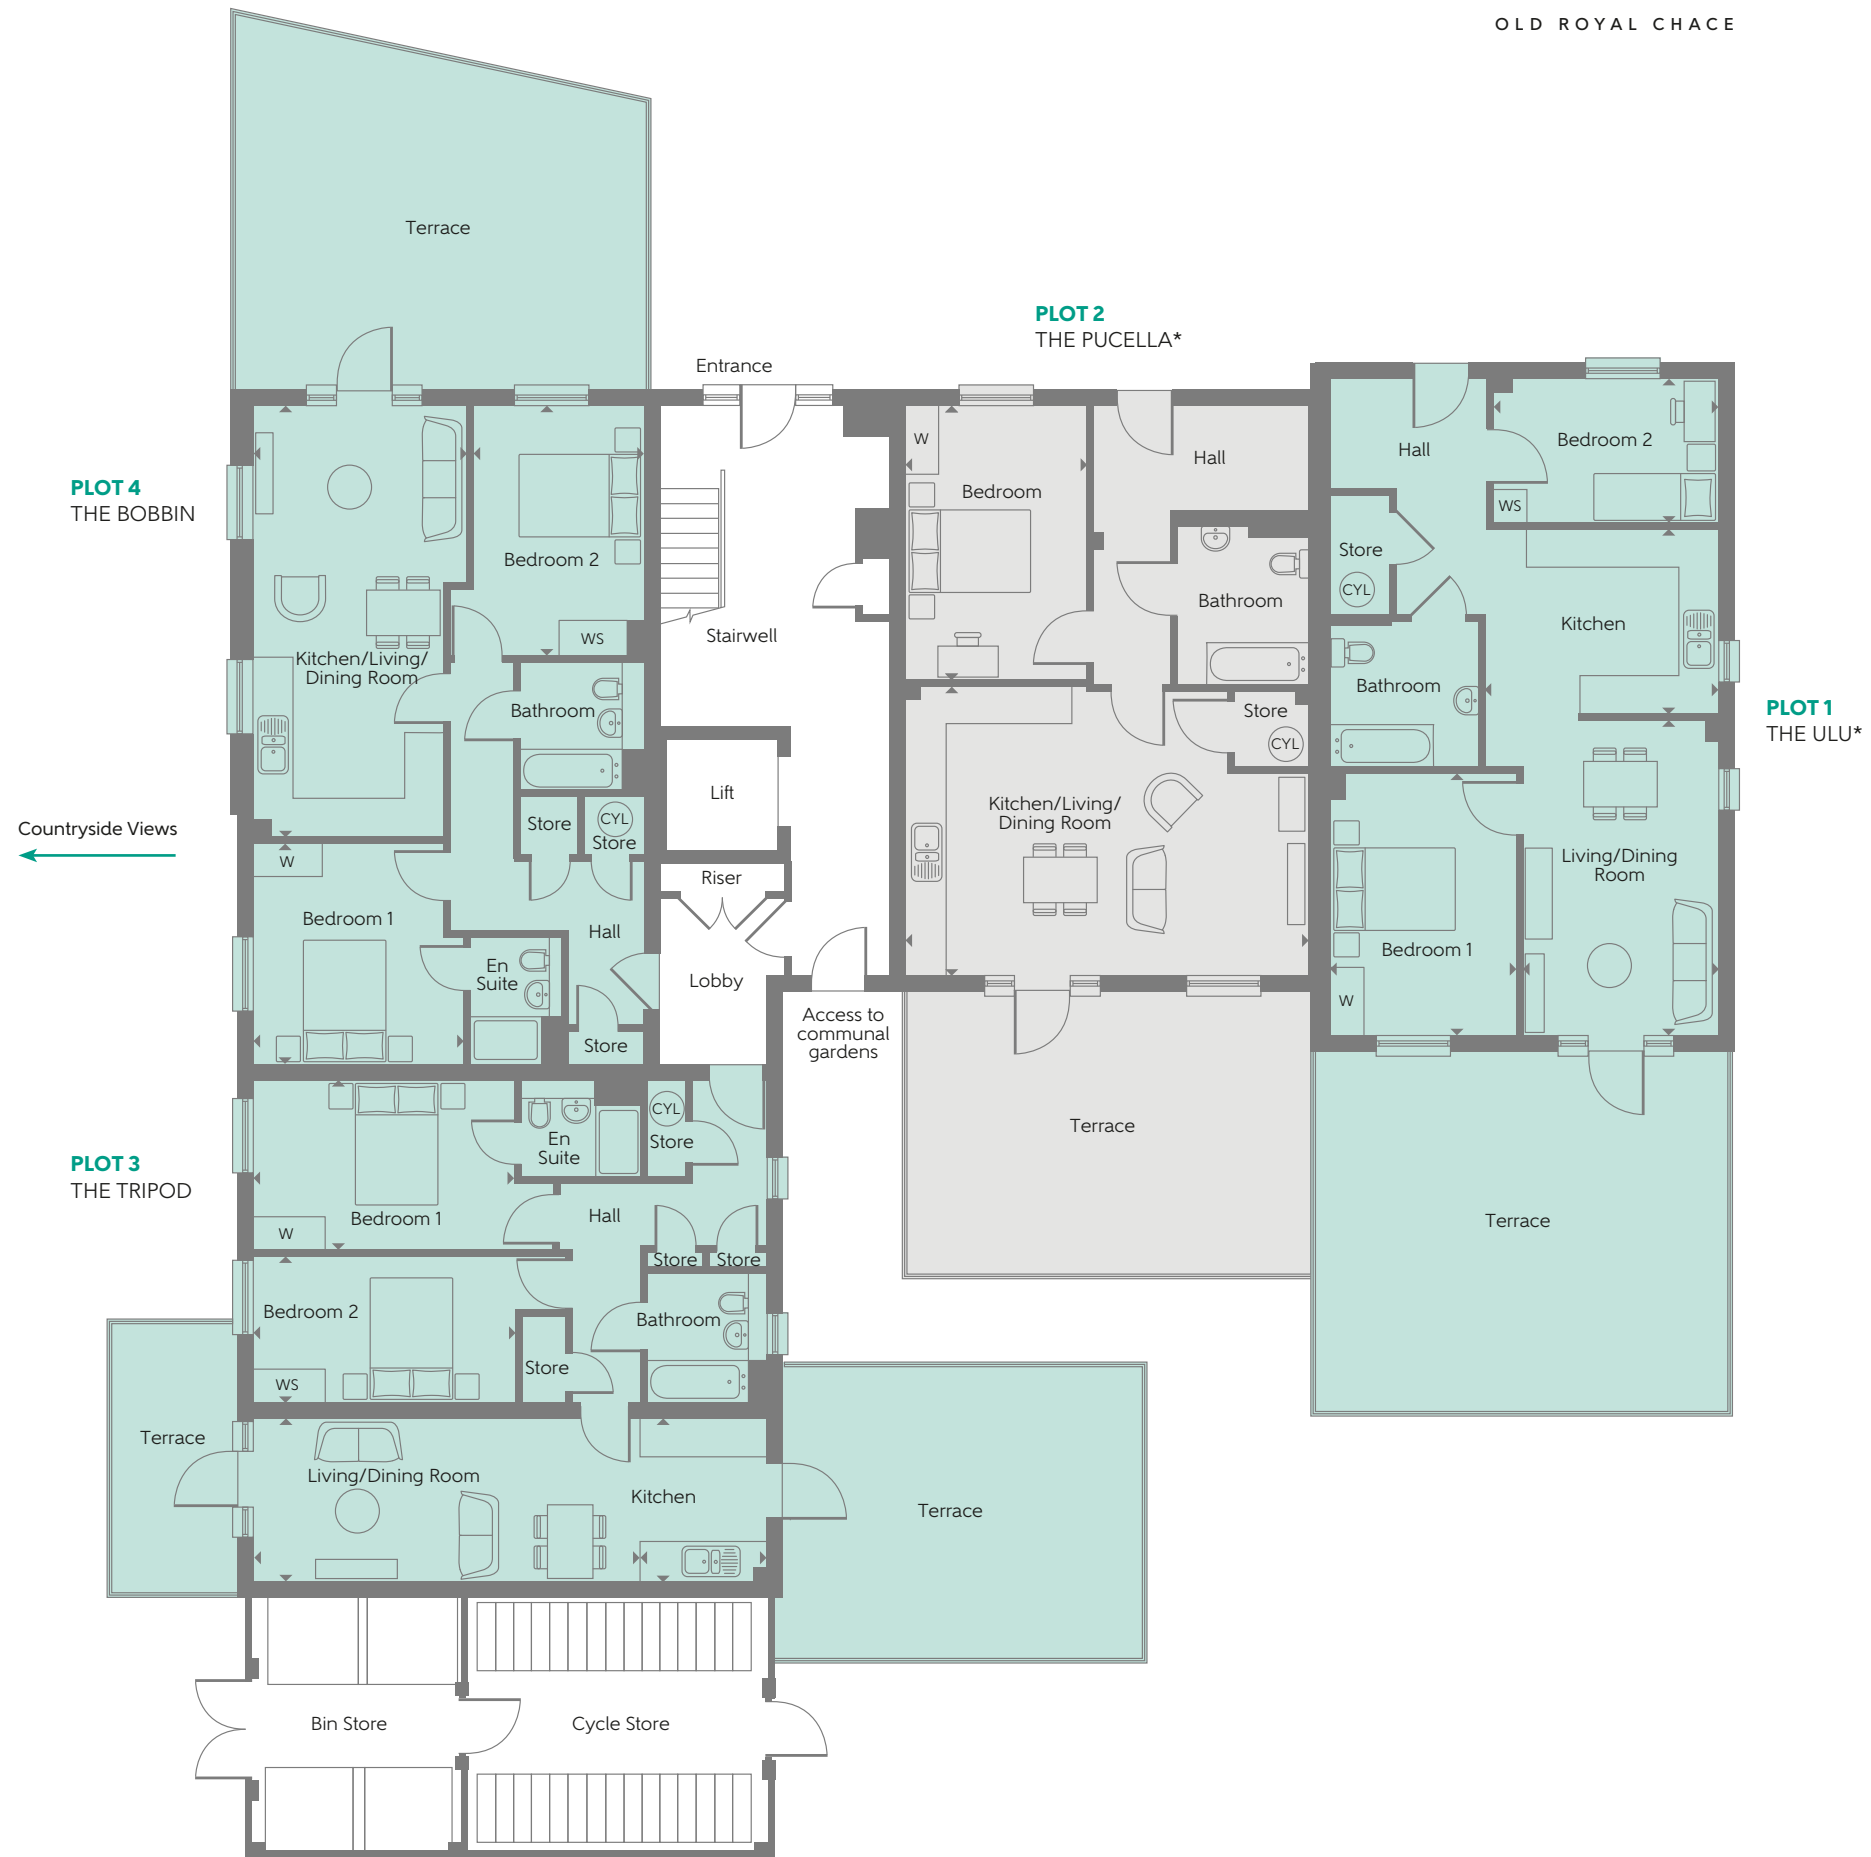 OLD ROYAL CHACE
Terrace
PLOT 2
THE PUCELLA*
Entrance
PLOT 4
THE BOBBIN
W
Hall
Bedroom
Hall
Bedroom 2
WS
Bedroom 2
Store
CYL
Bathroom
Kitchen
WS
Stairwell
Kitchen/Living/
Dining Room
Bathroom
Bathroom
Store
CYL
PLOT 1
THE ULU*
Lift
Kitchen/Living/
Dining Room
Store
CYL
Store
Countryside Views
W
Living/Dining
Room
Riser
Bedroom 1
Hall
Bedroom 1
En
Suite
Lobby
W
Access to
communal
gardens
Store
CYL
Terrace
Store
En
Suite
PLOT 3
THE TRIPOD
Bedroom 1
Hall
W
Terrace
Store
Store
Bedroom 2
Bathroom
Store
WS
Terrace
Living/Dining Room
Kitchen
Terrace
Bin Store
Cycle Store